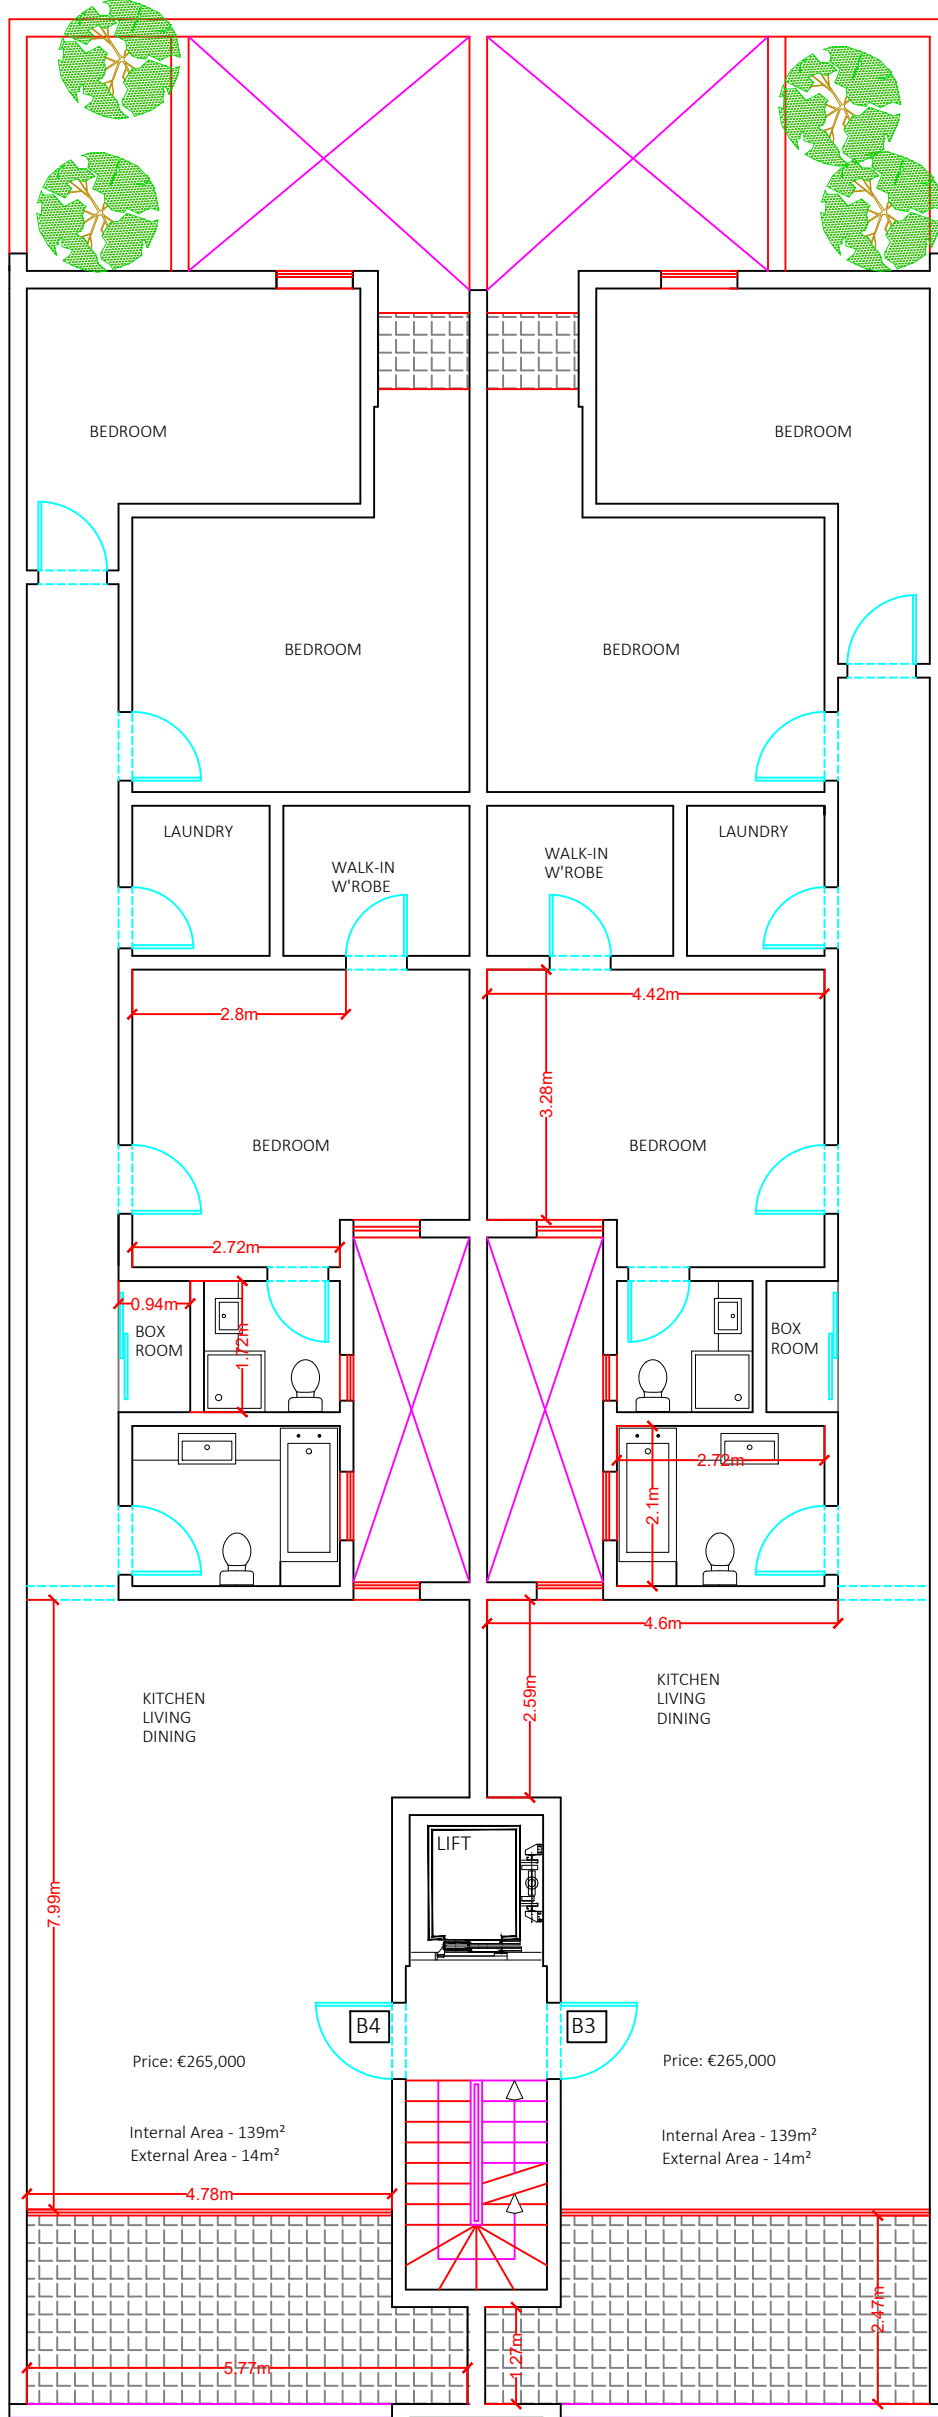 BEDROOM
BEDROOM
BEDROOM
BEDROOM
LAUNDRY
WALK-IN
W'ROBE
WALK-IN
W'ROBE
LAUNDRY
2.8m
4.42m
3.28m
BEDROOM
BEDROOM
2.72m
0.94m
1.72m
BOX
ROOM
BOX
ROOM
2.72m
2.1m
4.6m
2.59m
KITCHEN
LIVING
DINING
KITCHEN
LIVING
DINING
LIFT
7.99m
B4
B3
Price: €265,000
Price: €265,000
Internal Area - 139m²
External Area - 14m²
Internal Area - 139m²
External Area - 14m²
4.78m
2.47m
1.27m
5.77m